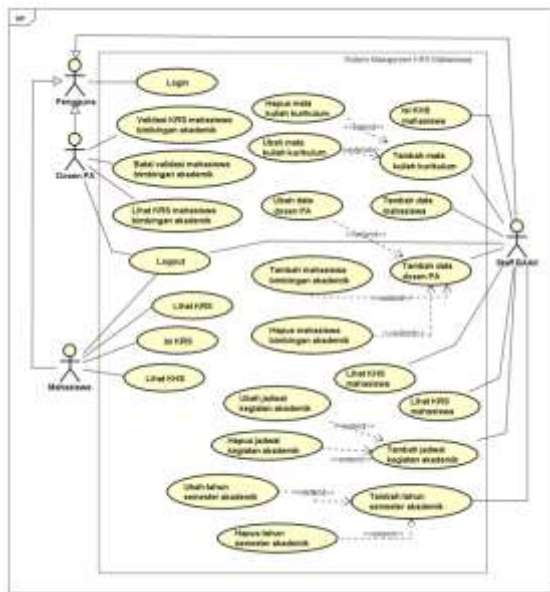 uc
Sistem Manajemen KRS Mahasiswa
Pengguna
Login
Hapus mata
kuliah kurikulum
Isi KHS
mahasiswa
Validasi KRS mahasiswa
bimbingan akademik
Ubah mata
kuliah kurikulum
Tambah mata
kuliah kurikulum
Dosen PA
Batal validasi mahasiswa
bimbingan akademik
Ubah data
dosen PA
Tambah data
mahasiswa
Lihat KRS mahasiswa
bimbingan akademik
Logout
Tambah mahasiswa
bimbingan akademik
Tambah data
dosen PA
Lihat KRS
Hapus mahasiswa
bimbingan akademik
Isi KRS
Mahasiswa
Lihat KHS
Lihat KHS
mahasiswa
Lihat KRS
mahasiswa
Ubah jadwal
kegiatan akademik
Hapus jadwal
kegiatan akademik
Tambah jadwal
kegiatan akademik
Ubah tahun
semester akademik
Tambah tahun
semester akademik
Hapus tahun
semester akademik